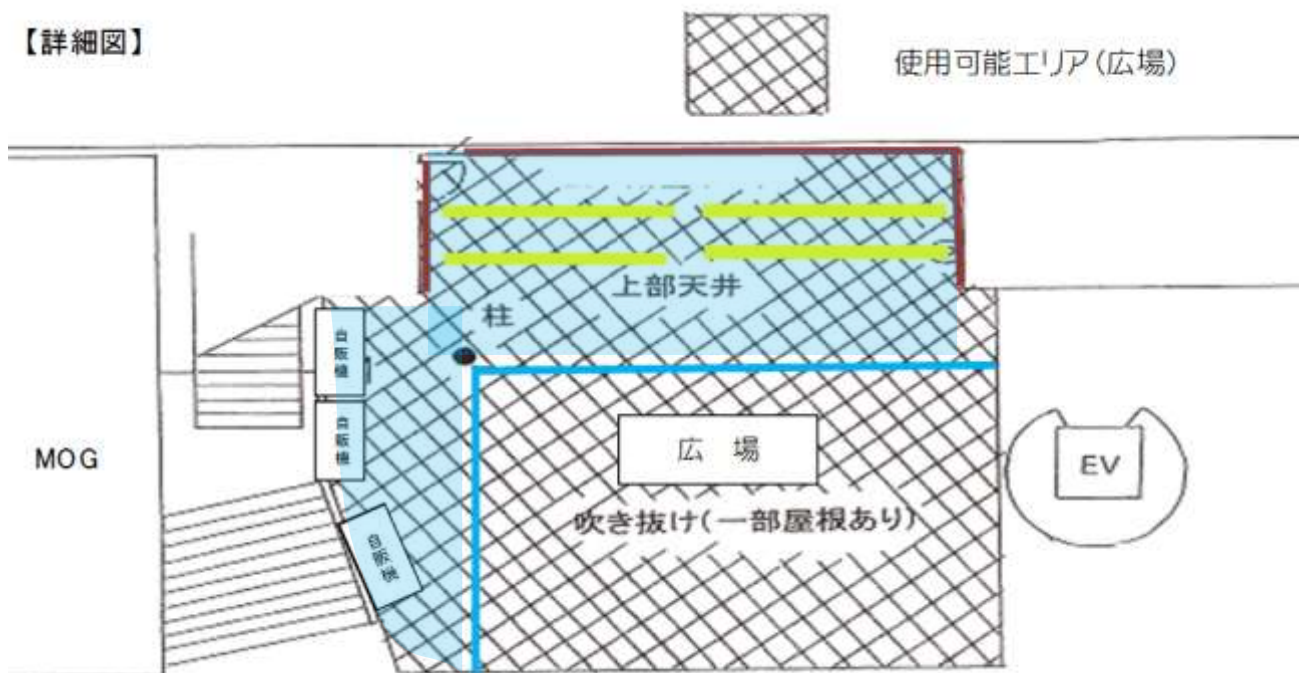 【詳細図】
使用可能エリア(広場)
上部天井
柱
自販機
自販機
自販機
MOG
広　場
EV
吹き抜け(一部屋根あり)